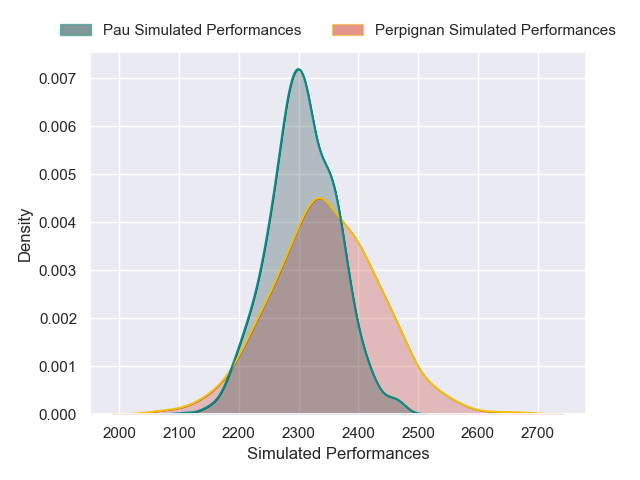 Pau Simulated Performances Perpignan Simulated Performances
0.007
0.006
0.005
0.004
0.003
0.002
0.001
0.000
Density
2000 2100 2200 2300 2400 2500 2600 2700
Simulated Performances